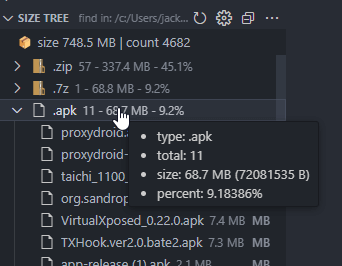 SIZE TREE
find in: /c:/Users/jack...
size 748.5 MB | count 4682
.zip 57 - 337.4 MB - 45.1%
.7z 1 - 68.8 MB - 9.2%
.apk 11 - 68.7 MB - 9.2%
proxydroid.
type: .apk
proxydroid-
total: 11
taichi_1100_
size: 68.7 MB (72081535 B)
org.sandrop
percent: 9.18386%
VirtualXposed_0.22.0.apk 7.4 MB
TXHook.ver2.0.bate2.apk 7.3 MB
app-release (1).apk 2.1 MB